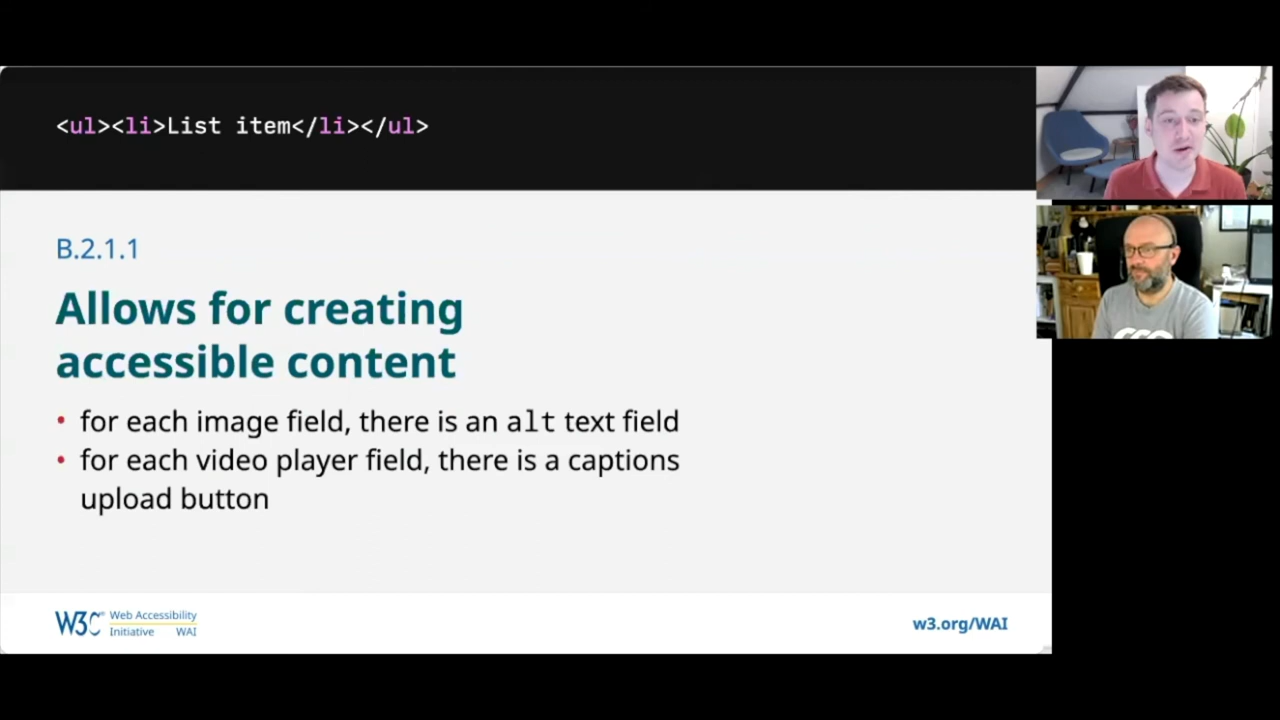 <ul><li>List item</li></ul>
B.2.1.1
Allows for creating
accessible content
• for each image field, there is an alt text field
• for each video player field, there is a captions
upload button
W3C® Web Accessibility
Initiative WAI
w3.org/WAI